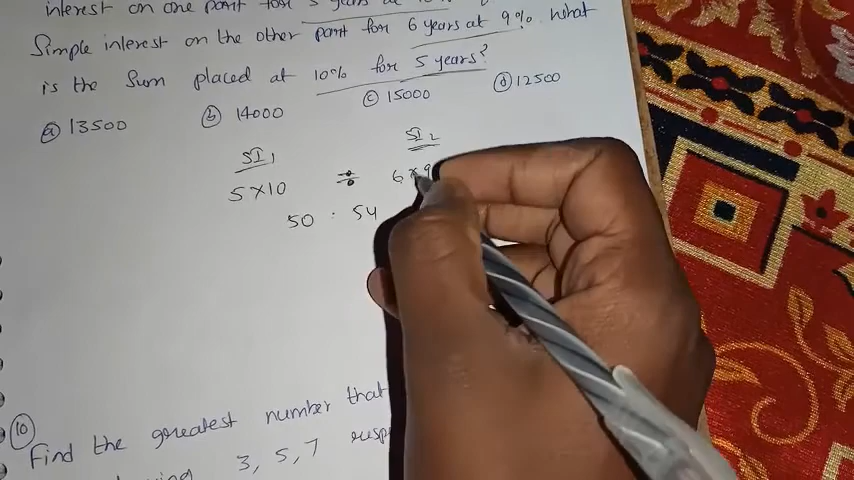 interest on one part for 5 years at 10%
Simple interest on the other part for 6 years at 9%. What
is the Sum placed at 10% for 5 years?
ⓐ 13500 ⓑ 14000 ⓒ 15000 ⓓ 12500
SI1 SI2
5×10 ÷ 6×9
50 : 54
⑩ Find the greatest number that
3, 5, 7